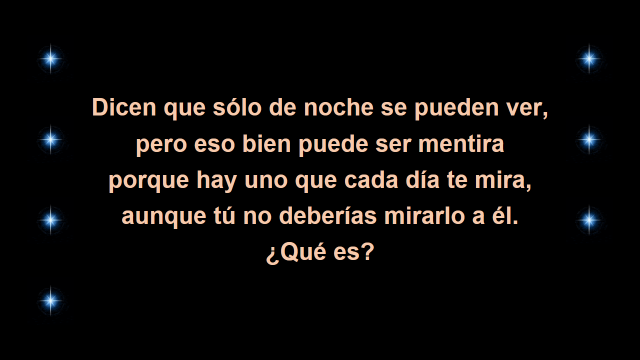 Dicen que sólo de noche se pueden ver,
pero eso bien puede ser mentira
porque hay uno que cada día te mira,
aunque tú no deberías mirarlo a él.
¿Qué es?